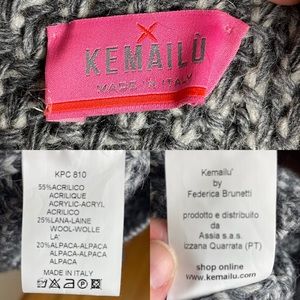 KEMAILÙ
MADE IN ITALY
KPC 810
55%ACRILICO
ACRILIQUE
ACRYLIC-ACRYL
ACRILICO
25%LANA-LAINE
WOOL-WOLLE
LA'
20%ALPACA-ALPACA
ALPACA-ALPACA
ALPACA
MADE IN ITALY
Kemailu'
by
Federica Brunetti
prodotto e distribuito
da
Assia s.a.s.
izzana Quarrata (PT)
shop online
www.kemailu.com